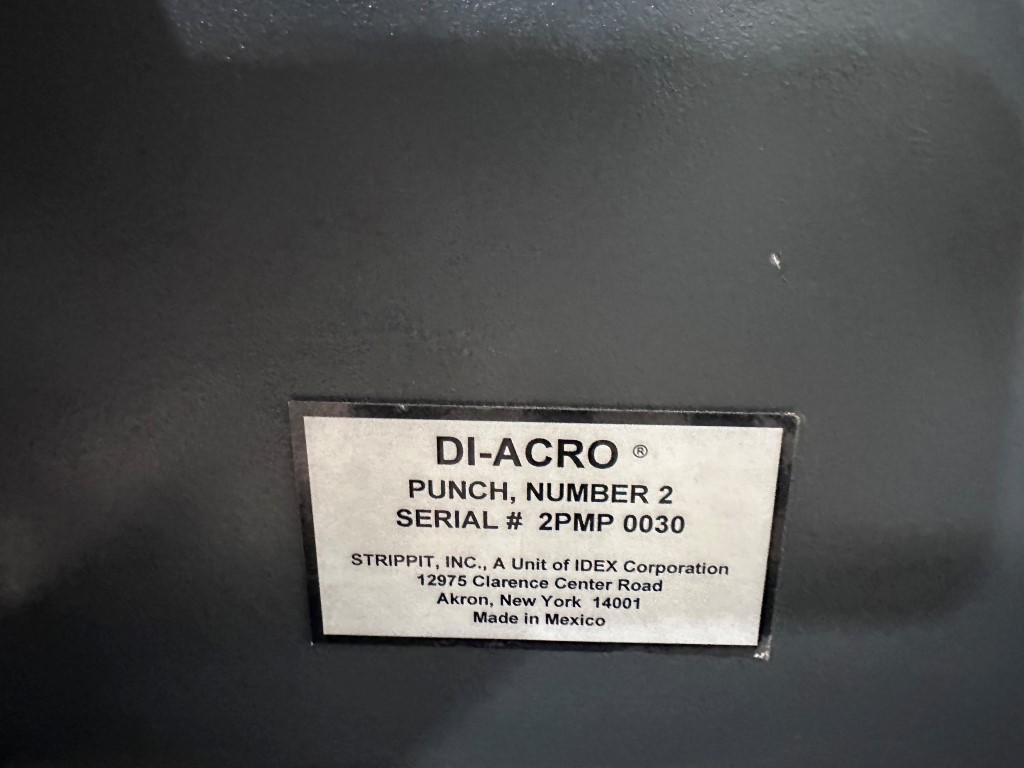 DI-ACRO ®
PUNCH, NUMBER 2
SERIAL # 2PMP 0030
STRIPPIT, INC., A Unit of IDEX Corporation
12975 Clarence Center Road
Akron, New York 14001
Made in Mexico